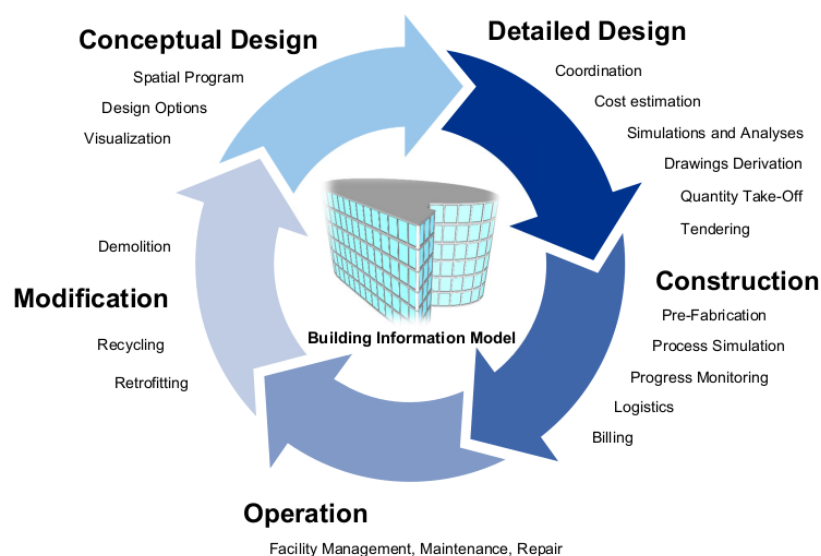 Conceptual Design
Spatial Program
Design Options
Visualization
Detailed Design
Coordination
Cost estimation
Simulations and Analyses
Drawings Derivation
Quantity Take-Off
Tendering
Construction
Pre-Fabrication
Process Simulation
Progress Monitoring
Logistics
Billing
Operation
Facility Management, Maintenance, Repair
Demolition
Modification
Recycling
Retrofitting
Building Information Model